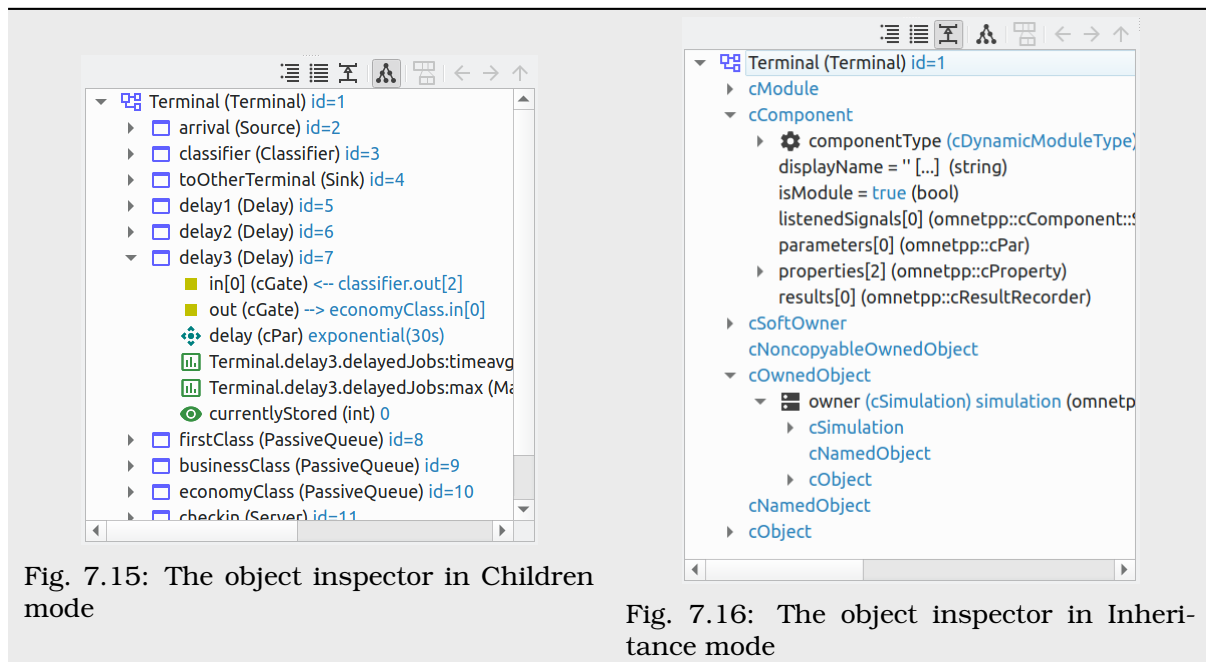 Terminal (Terminal) id=1
arrival (Source) id=2
classifier (Classifier) id=3
toOtherTerminal (Sink) id=4
delay1 (Delay) id=5
delay2 (Delay) id=6
delay3 (Delay) id=7
in[0] (cGate) <-- classifier.out[2]
out (cGate) --> economyClass.in[0]
delay (cPar) exponential(30s)
Terminal.delay3.delayedJobs:timeavg
Terminal.delay3.delayedJobs:max (Ma
currentlyStored (int) 0
firstClass (PassiveQueue) id=8
businessClass (PassiveQueue) id=9
economyClass (PassiveQueue) id=10
checkin (Server) id=11
Fig. 7.15: The object inspector in Children
mode
Terminal (Terminal) id=1
cModule
cComponent
componentType (cDynamicModuleType)
displayName = '' [...] (string)
isModule = true (bool)
listenedSignals[0] (omnetpp::cComponent::S
parameters[0] (omnetpp::cPar)
properties[2] (omnetpp::cProperty)
results[0] (omnetpp::cResultRecorder)
cSoftOwner
cNoncopyableOwnedObject
cOwnedObject
owner (cSimulation) simulation (omnetp
cSimulation
cNamedObject
cObject
cNamedObject
cObject
Fig. 7.16: The object inspector in Inheri-
tance mode